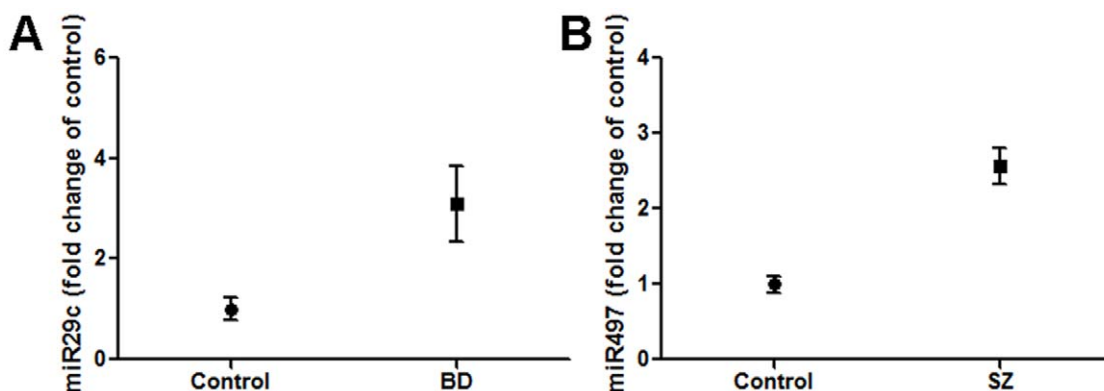 A
miR29c (fold change of control)
6
4
2
0
Control BD
B
miR497 (fold change of control)
4
3
2
1
0
Control SZ